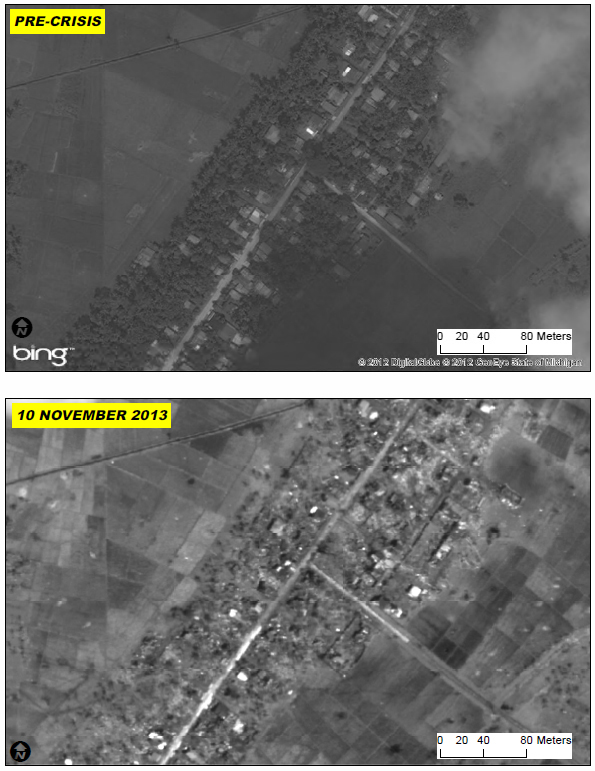 PRE-CRISIS
N
bing™
0 20 40 80 Meters
© 2012 DigitalGlobe © 2012 GeoEye State of Michigan
10 NOVEMBER 2013
N
0 20 40 80 Meters